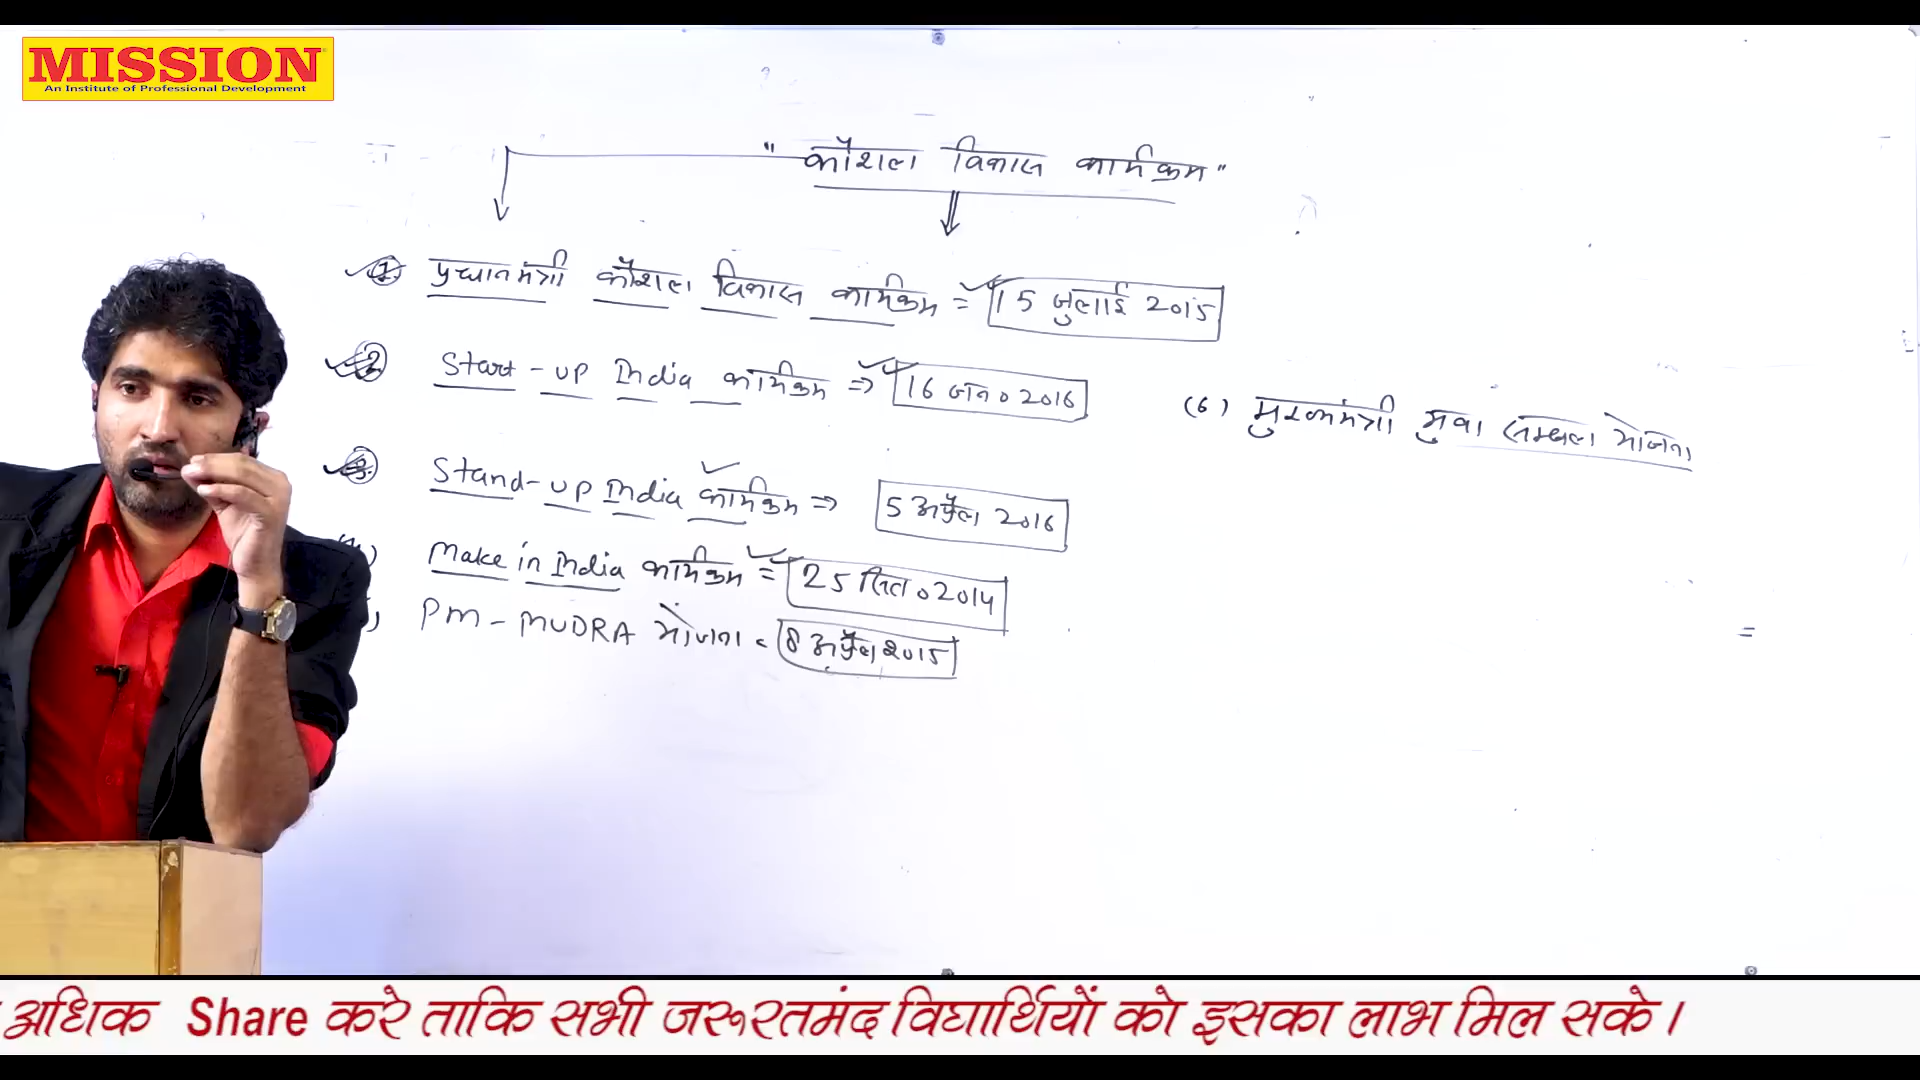 MISSION
An Institute of Professional Development
" कौशल विकास कार्यक्रम "
① प्रधानमंत्री कौशल विकास कार्यक्रम = 15 जुलाई 2015
② Start-up India कार्यक्रम ⇒ 16 जन० 2016
③ Stand-up India कार्यक्रम ⇒ 5 अप्रैल 2016
Make in India कार्यक्रम = 25 सित० 2014
PM - MUDRA योजना = 8 अप्रैल 2015
(6) मुख्यमंत्री युवा सम्बल योजना
=
अधिक Share करे ताकि सभी जरूरतमंद विद्यार्थियों को इसका लाभ मिल सके।